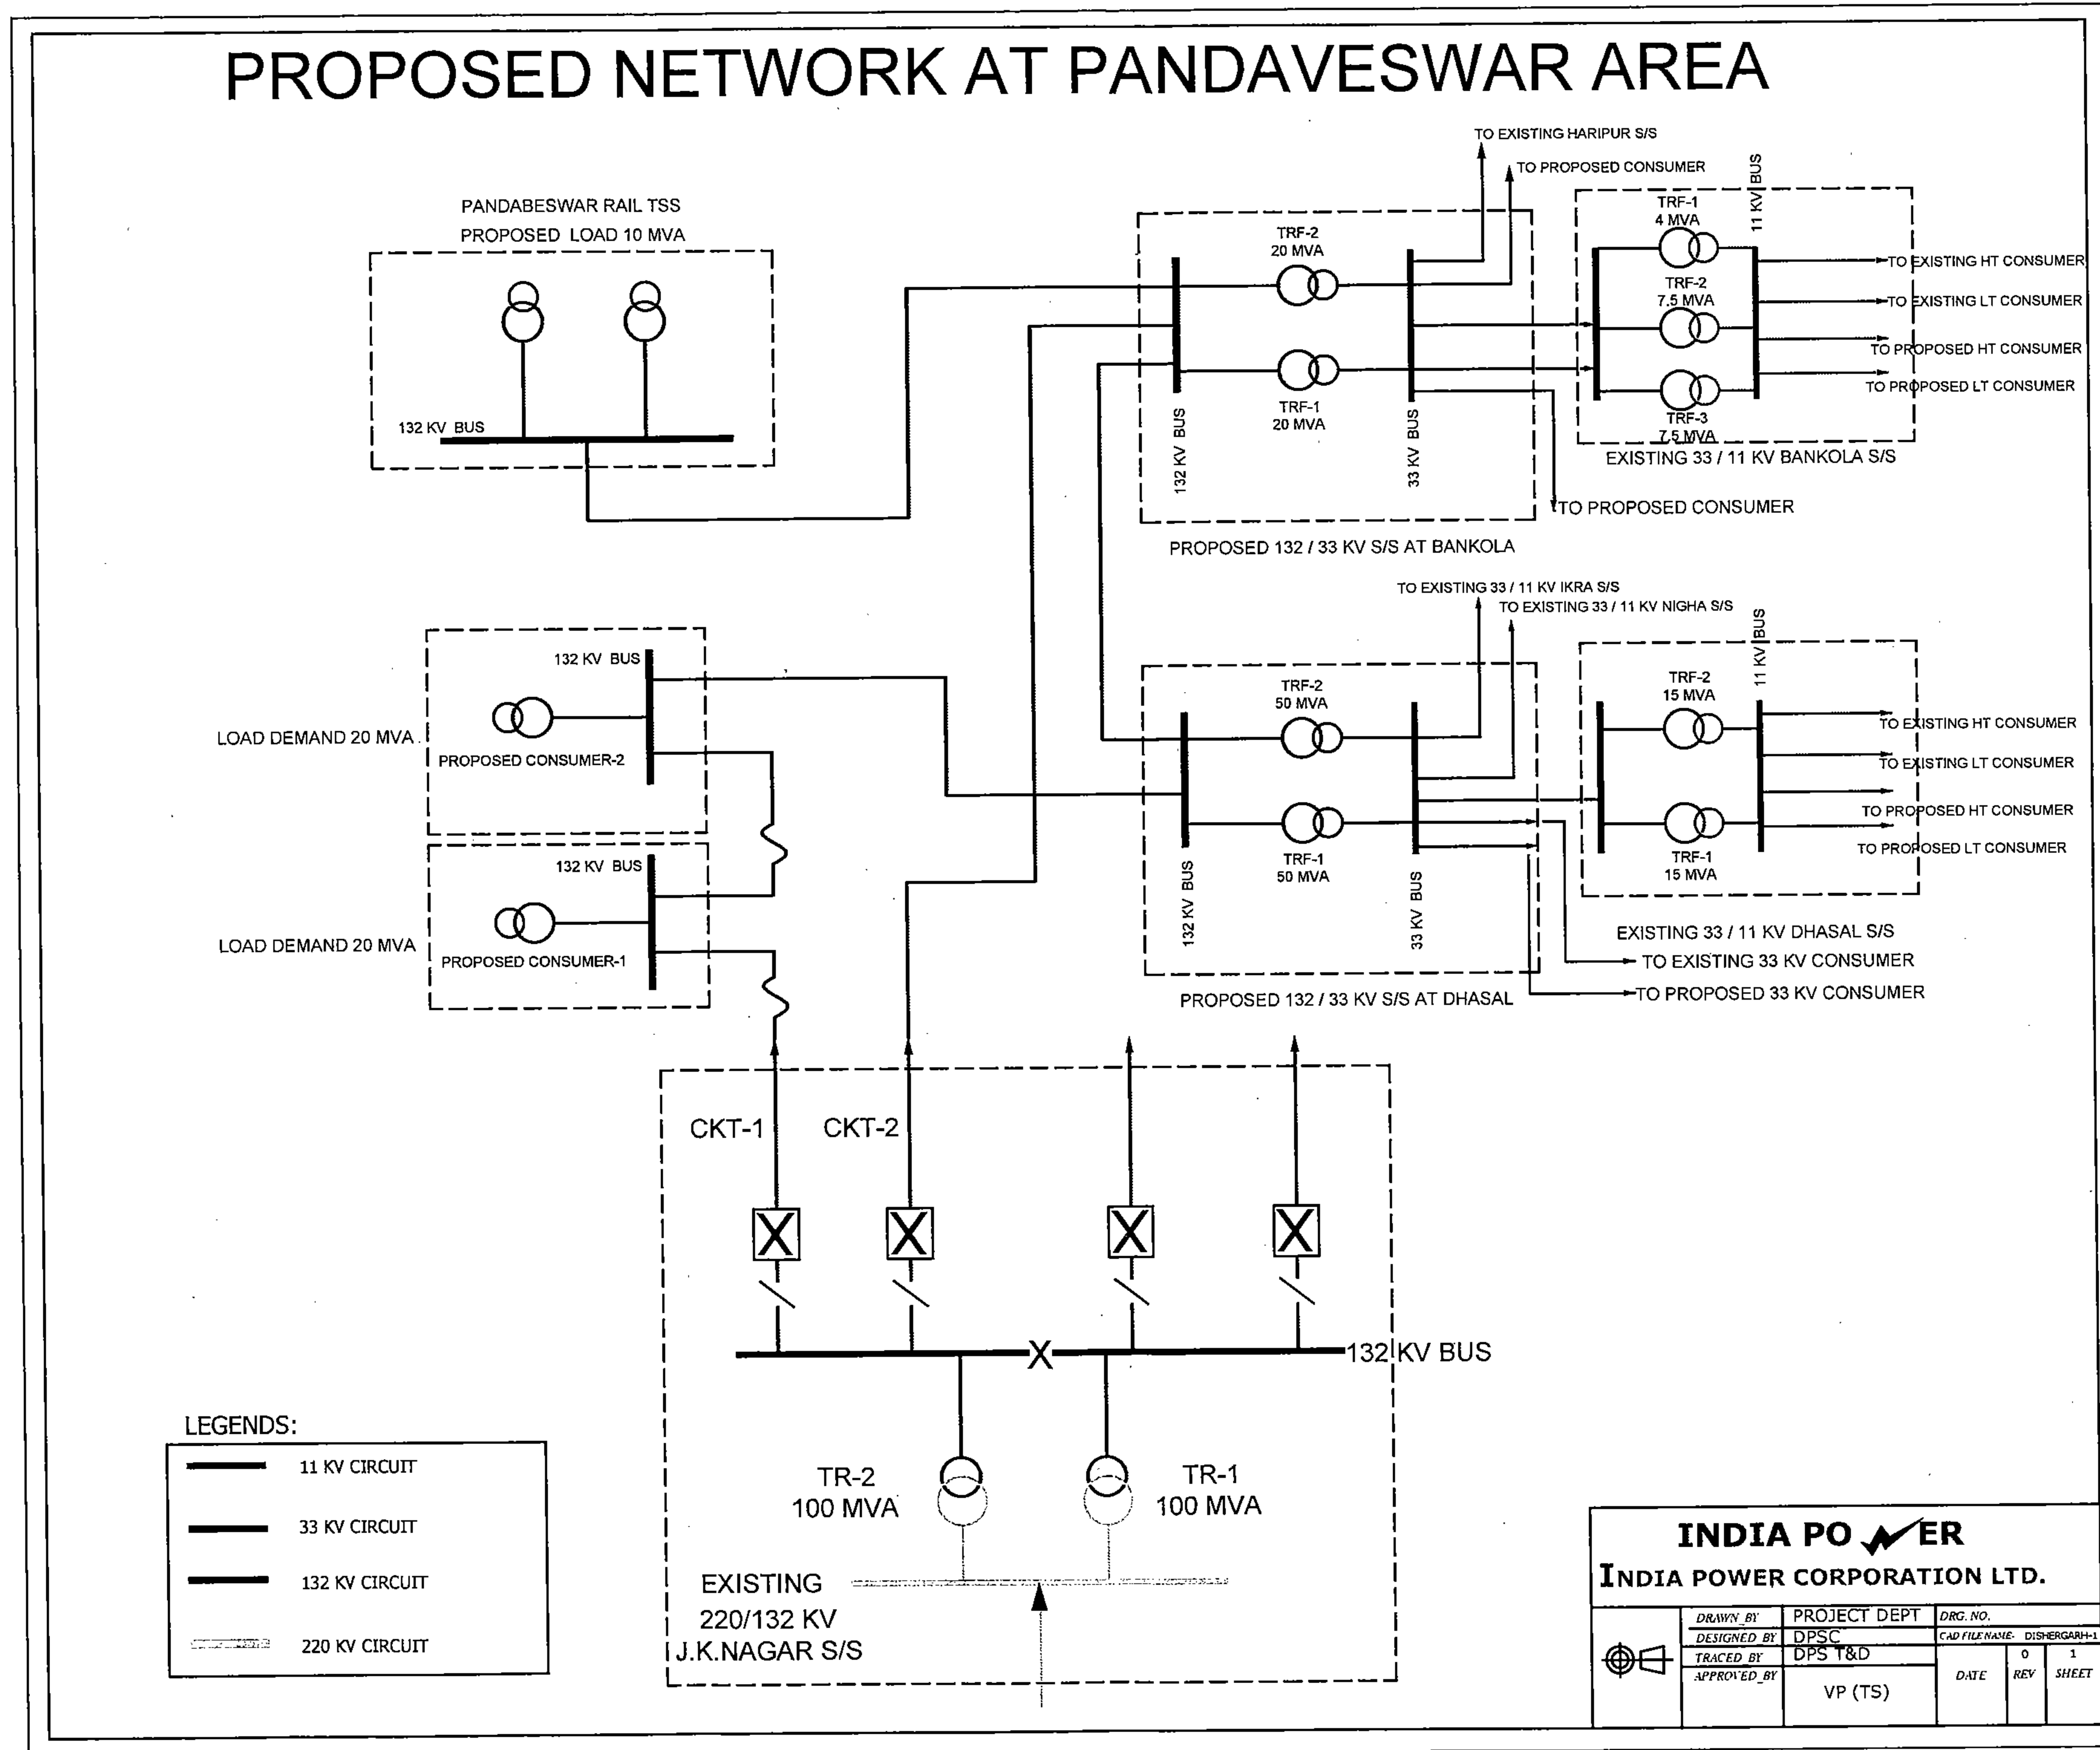 PROPOSED NETWORK AT PANDAVESWAR AREA
PANDABESWAR RAIL TSS
PROPOSED LOAD 10 MVA
132 KV BUS
TO EXISTING HARIPUR S/S
TO PROPOSED CONSUMER
TRF-2
20 MVA
TRF-1
20 MVA
132 KV BUS
33 KV BUS
TO PROPOSED CONSUMER
PROPOSED 132 / 33 KV S/S AT BANKOLA
11 KV BUS
TRF-1
4 MVA
TRF-2
7.5 MVA
TRF-3
7.5 MVA
TO EXISTING HT CONSUMER
TO EXISTING LT CONSUMER
TO PROPOSED HT CONSUMER
TO PROPOSED LT CONSUMER
EXISTING 33 / 11 KV BANKOLA S/S
132 KV BUS
LOAD DEMAND 20 MVA
PROPOSED CONSUMER-2
132 KV BUS
LOAD DEMAND 20 MVA
PROPOSED CONSUMER-1
TO EXISTING 33 / 11 KV IKRA S/S
TO EXISTING 33 / 11 KV NIGHA S/S
TRF-2
50 MVA
TRF-1
50 MVA
132 KV BUS
33 KV BUS
PROPOSED 132 / 33 KV S/S AT DHASAL
11 KV BUS
TRF-2
15 MVA
TRF-1
15 MVA
TO EXISTING HT CONSUMER
TO EXISTING LT CONSUMER
TO PROPOSED HT CONSUMER
TO PROPOSED LT CONSUMER
EXISTING 33 / 11 KV DHASAL S/S
TO EXISTING 33 KV CONSUMER
TO PROPOSED 33 KV CONSUMER
CKT-1
CKT-2
132 KV BUS
TR-2
100 MVA
TR-1
100 MVA
EXISTING
220/132 KV
J.K.NAGAR S/S
LEGENDS:
11 KV CIRCUIT
33 KV CIRCUIT
132 KV CIRCUIT
220 KV CIRCUIT
INDIA POWER
INDIA POWER CORPORATION LTD.
DRAWN_BY PROJECT DEPT DRG. NO.
DESIGNED BY DPSC CAD FILENAME- DISHERGARH-1
TRACED_BY DPS T&D
APPROVED_BY VP (TS)
DATE
0 REV
1 SHEET